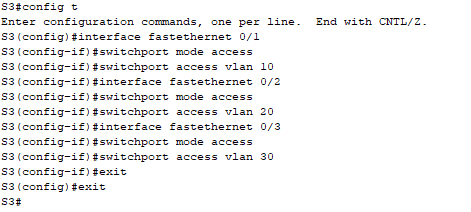 S3#config t
Enter configuration commands, one per line.  End with CNTL/Z.
S3(config)#interface fastethernet 0/1
S3(config-if)#switchport mode access
S3(config-if)#switchport access vlan 10
S3(config-if)#interface fastethernet 0/2
S3(config-if)#switchport mode access
S3(config-if)#switchport access vlan 20
S3(config-if)#interface fastethernet 0/3
S3(config-if)#switchport mode access
S3(config-if)#switchport access vlan 30
S3(config-if)#exit
S3(config)#exit
S3#